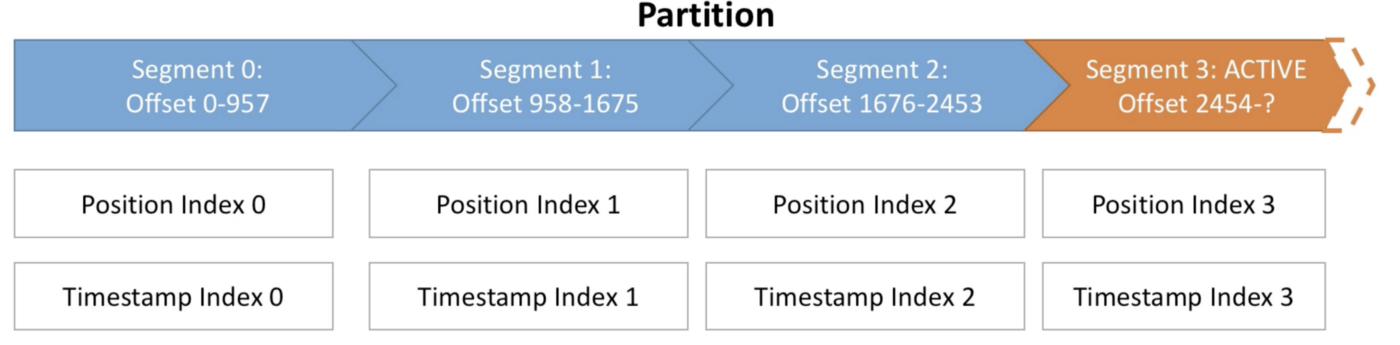 Partition
Segment 0:
Offset 0-957
Segment 1:
Offset 958-1675
Segment 2:
Offset 1676-2453
Segment 3: ACTIVE
Offset 2454-?
Position Index 0
Position Index 1
Position Index 2
Position Index 3
Timestamp Index 0
Timestamp Index 1
Timestamp Index 2
Timestamp Index 3